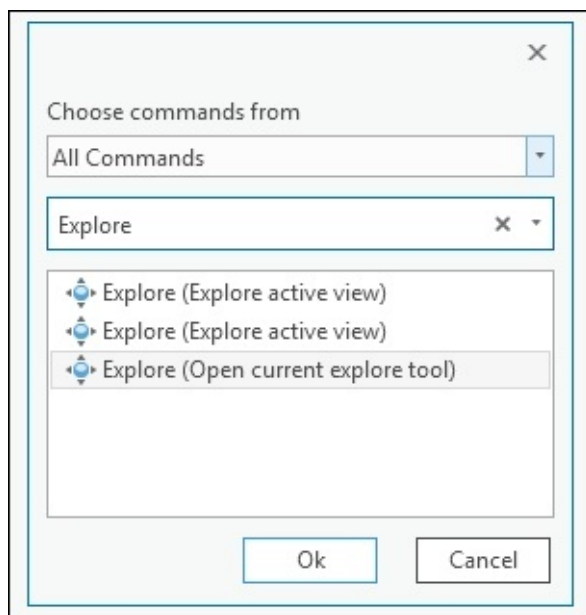 Choose commands from
All Commands
Explore
Explore (Explore active view)
Explore (Explore active view)
Explore (Open current explore tool)
Ok
Cancel